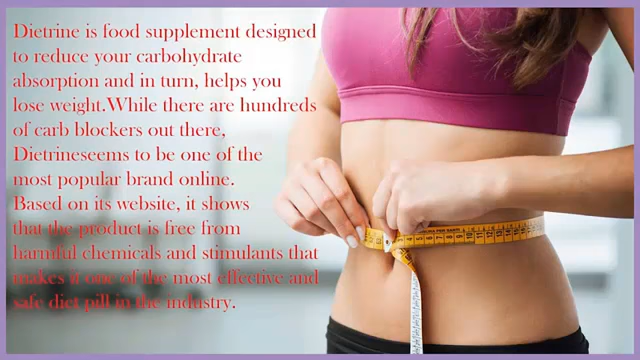 Dietrine is food supplement designed
to reduce your carbohydrate
absorption and in turn, helps you
lose weight.While there are hundreds
of carb blockers out there,
Dietrineseems to be one of the
most popular brand online.
Based on its website, it shows
that the product is free from
harmful chemicals and stimulants that
makes it one of the most effective and
safe diet pill in the industry.